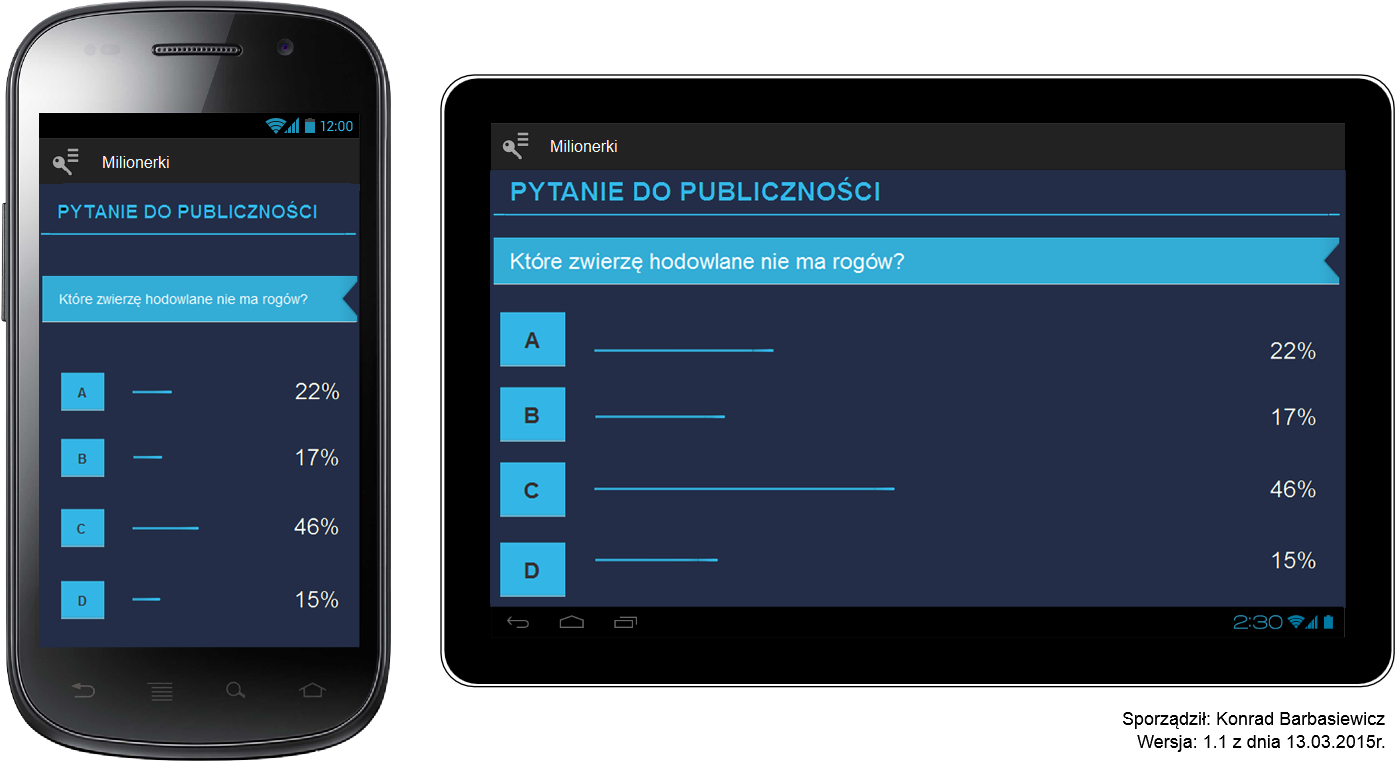 12:00
Milionerki
PYTANIE DO PUBLICZNOŚCI
Które zwierzę hodowlane nie ma rogów?
A 22%
B 17%
C 46%
D 15%
Milionerki
PYTANIE DO PUBLICZNOŚCI
Które zwierzę hodowlane nie ma rogów?
A 22%
B 17%
C 46%
D 15%
2:30
Sporządził: Konrad Barbasiewicz
Wersja: 1.1 z dnia 13.03.2015r.